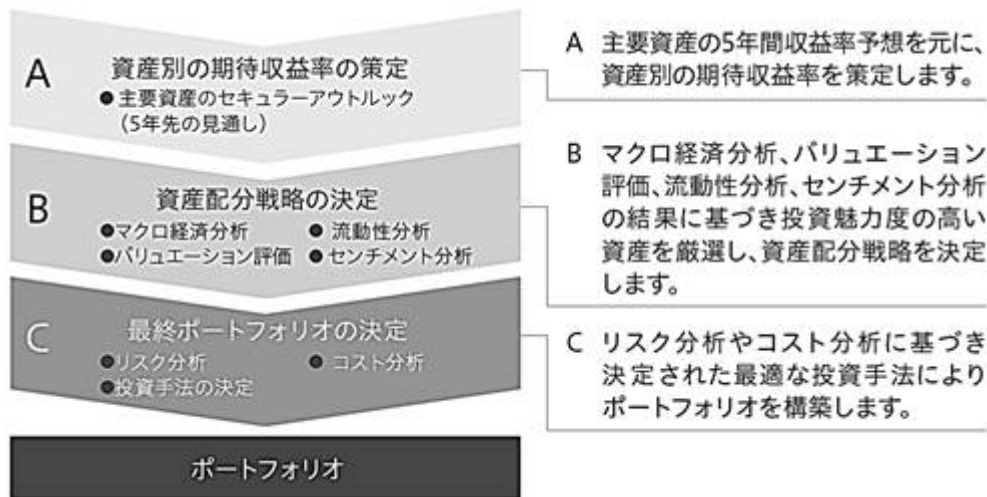 A 資産別の期待収益率の策定
●主要資産のセキュラーアウトルック
(5年先の見通し)
A 主要資産の5年間収益率予想を元に、
資産別の期待収益率を策定します。
B 資産配分戦略の決定
●マクロ経済分析 ●流動性分析
●バリュエーション評価 ●センチメント分析
B マクロ経済分析、バリュエーション
評価、流動性分析、センチメント分析
の結果に基づき投資魅力度の高い
資産を厳選し、資産配分戦略を決定
します。
C 最終ポートフォリオの決定
●リスク分析 ●コスト分析
●投資手法の決定
C リスク分析やコスト分析に基づき
決定された最適な投資手法により
ポートフォリオを構築します。
ポートフォリオ